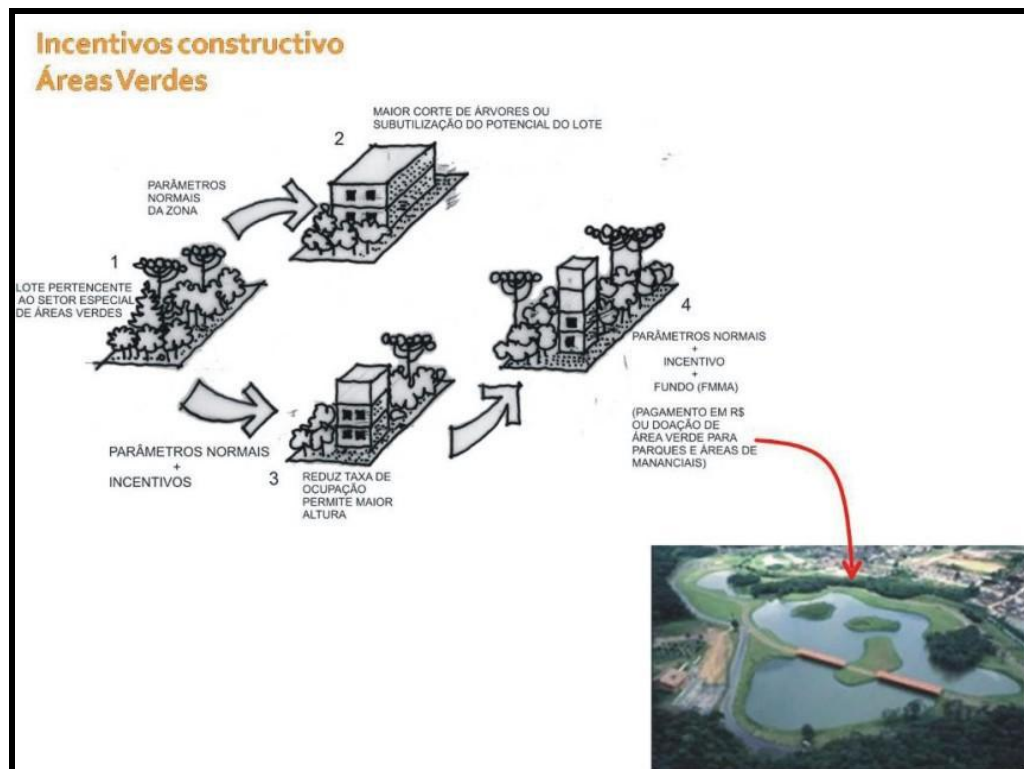 Incentivos constructivo
Áreas Verdes
MAIOR CORTE DE ÁRVORES OU
SUBUTILIZAÇÃO DO POTENCIAL DO LOTE
2
PARÂMETROS
NORMAIS
DA ZONA
1
LOTE PERTENCENTE
AO SETOR ESPECIAL
DE ÁREAS VERDES
PARÂMETROS NORMAIS
+
INCENTIVOS
3
REDUZ TAXA DE
OCUPAÇÃO
PERMITE MAIOR
ALTURA
4
PARÂMETROS NORMAIS
+
INCENTIVO
+
FUNDO (FMMA)
(PAGAMENTO EM R$
OU DOAÇÃO DE
ÁREA VERDE PARA
PARQUES E ÁREAS DE
MANANCIAIS)